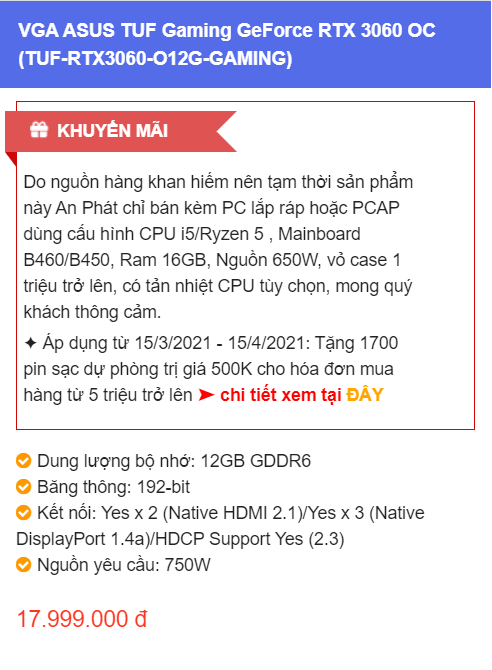 VGA ASUS TUF Gaming GeForce RTX 3060 OC
(TUF-RTX3060-O12G-GAMING)
KHUYẾN MÃI
Do nguồn hàng khan hiếm nên tạm thời sản phẩm
này An Phát chỉ bán kèm PC lắp ráp hoặc PCAP
dùng cấu hình CPU i5/Ryzen 5 , Mainboard
B460/B450, Ram 16GB, Nguồn 650W, vỏ case 1
triệu trở lên, có tản nhiệt CPU tùy chọn, mong quý
khách thông cảm.
✦ Áp dụng từ 15/3/2021 - 15/4/2021: Tặng 1700
pin sạc dự phòng trị giá 500K cho hóa đơn mua
hàng từ 5 triệu trở lên ➤ chi tiết xem tại ĐÂY
Dung lượng bộ nhớ: 12GB GDDR6
Băng thông: 192-bit
Kết nối: Yes x 2 (Native HDMI 2.1)/Yes x 3 (Native
DisplayPort 1.4a)/HDCP Support Yes (2.3)
Nguồn yêu cầu: 750W
17.999.000 đ